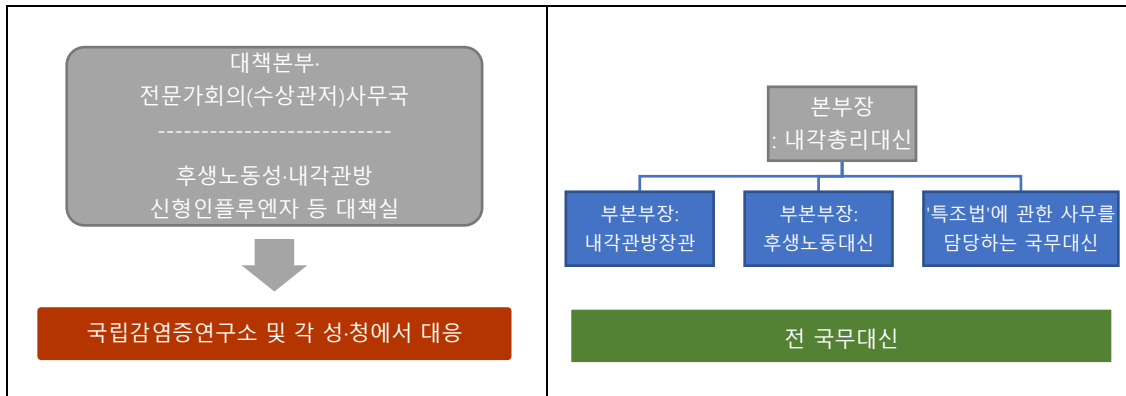 대책본부·
전문가회의(수상관저)사무국
---------------------------
후생노동성·내각관방
신형인플루엔자 등 대책실
국립감염증연구소 및 각 성·청에서 대응
본부장
: 내각총리대신
부본부장:
내각관방장관
부본부장:
후생노동대신
'특조법'에 관한 사무를
담당하는 국무대신
전 국무대신